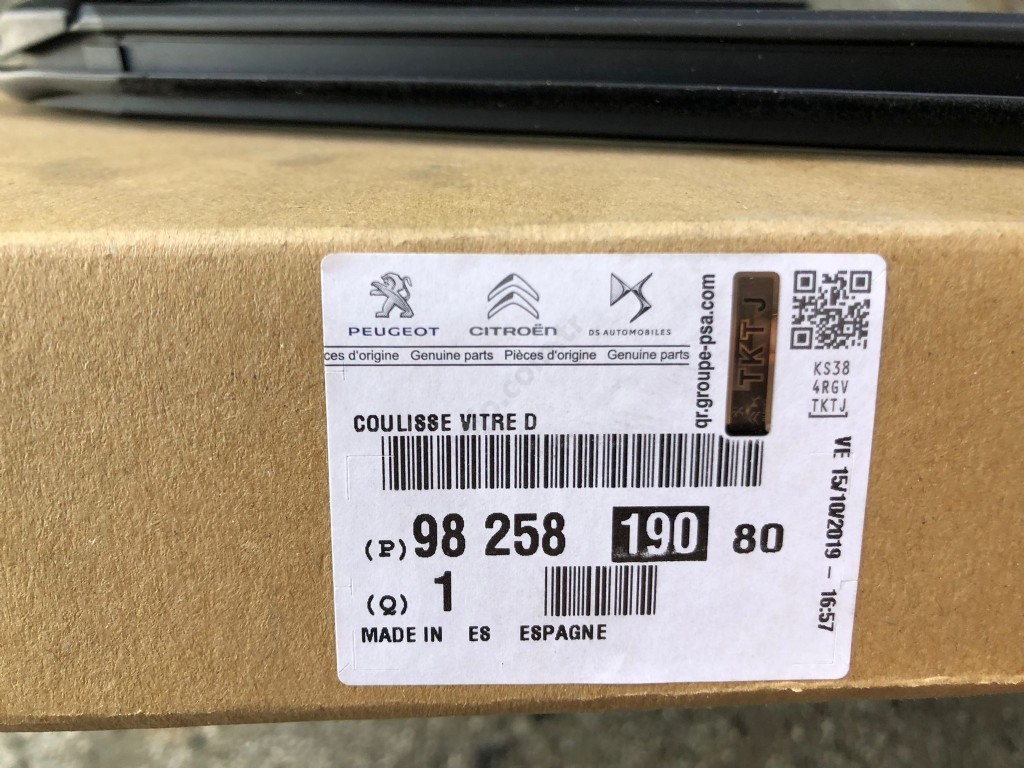 PEUGEOT CITROËN DS AUTOMOBILES
ces d'origine Genuine parts Pièces d'origine Genuine parts
qr.groupe-psa.com
TKTJ
KS38
4RGV
TKTJ
COULISSE VITRE D
(P) 98 258 190 80
(Q) 1
MADE IN ES ESPAGNE
VE 15/10/2019 - 16:57